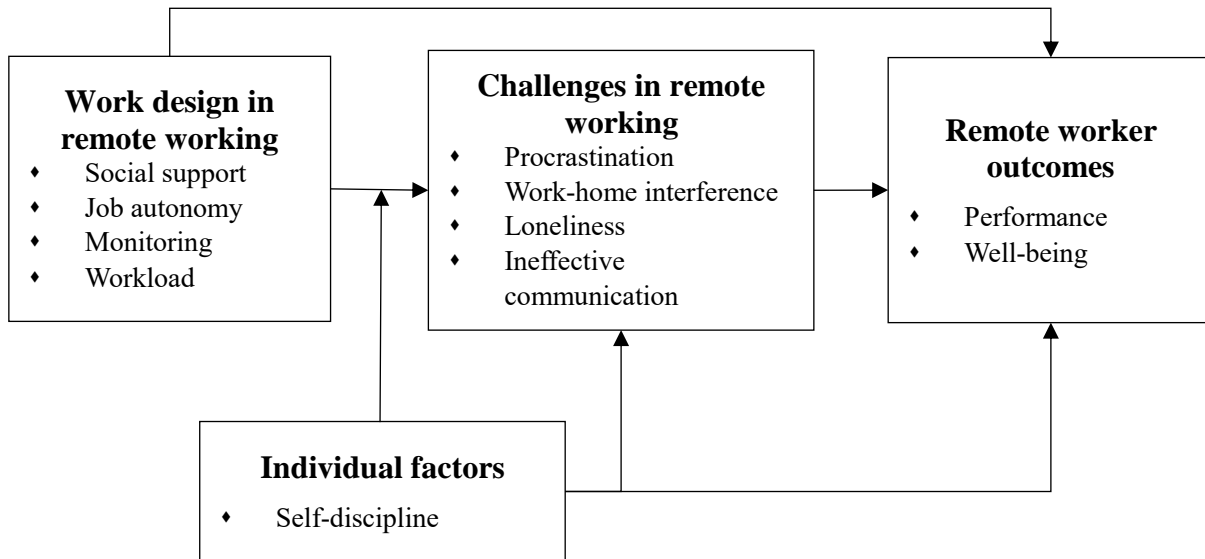 Work design in
remote working
♦ Social support
♦ Job autonomy
♦ Monitoring
♦ Workload
Challenges in remote
working
♦ Procrastination
♦ Work-home interference
♦ Loneliness
♦ Ineffective
communication
Remote worker
outcomes
♦ Performance
♦ Well-being
Individual factors
♦ Self-discipline